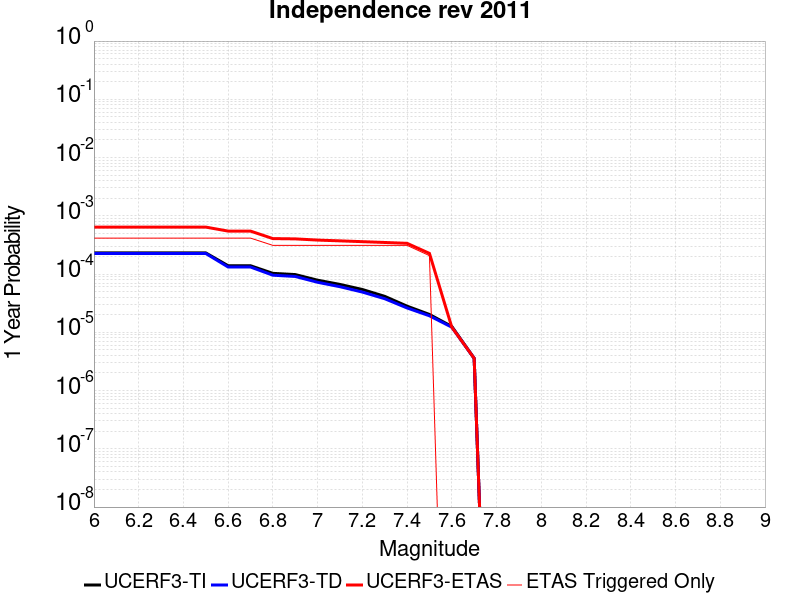 Independence rev 2011
1 Year Probability
10^0
10^-1
10^-2
10^-3
10^-4
10^-5
10^-6
10^-7
10^-8
6 6.2 6.4 6.6 6.8 7 7.2 7.4 7.6 7.8 8 8.2 8.4 8.6 8.8 9
Magnitude
UCERF3-TI UCERF3-TD UCERF3-ETAS ETAS Triggered Only